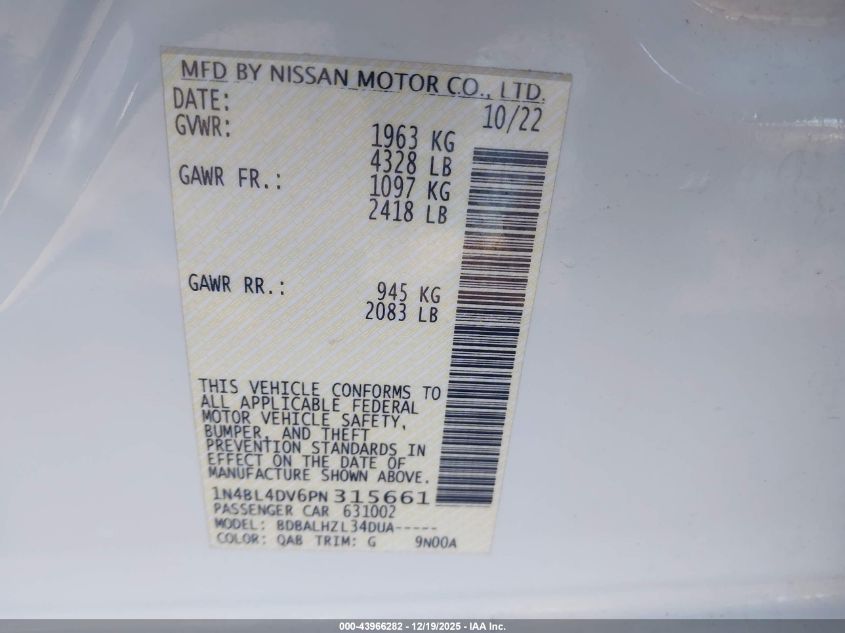 MFD BY NISSAN MOTOR CO., LTD.
DATE: 10/22
GVWR: 1963 KG
4328 LB
GAWR FR.: 1097 KG
2418 LB
GAWR RR.: 945 KG
2083 LB
THIS VEHICLE CONFORMS TO
ALL APPLICABLE FEDERAL
MOTOR VEHICLE SAFETY,
BUMPER, AND THEFT
PREVENTION STANDARDS IN
EFFECT ON THE DATE OF
MANUFACTURE SHOWN ABOVE.
1N4BL4DV6PN315661
PASSENGER CAR 631002
MODEL: BDBALHZL34DUA-----
COLOR: QAB TRIM: G 9N00A
000-43966282 - 12/19/2025 - IAA Inc.